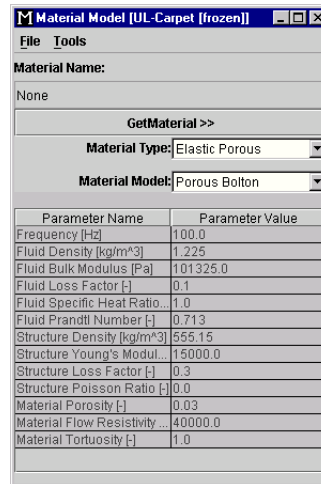 Material Model [UL-Carpet [frozen]]
File Tools
Material Name:
None
GetMaterial >>
Material Type: Elastic Porous
Material Model: Porous Bolton
Parameter Name Parameter Value
Frequency [Hz] 100.0
Fluid Density [kg/m^3] 1.225
Fluid Bulk Modulus [Pa] 101325.0
Fluid Loss Factor [-] 0.1
Fluid Specific Heat Ratio... 1.0
Fluid Prandtl Number [-] 0.713
Structure Density [kg/m^3] 555.15
Structure Young's Modul... 15000.0
Structure Loss Factor [-] 0.3
Structure Poisson Ratio [-] 0.0
Material Porosity [-] 0.03
Material Flow Resistivity ... 40000.0
Material Tortuosity [-] 1.0